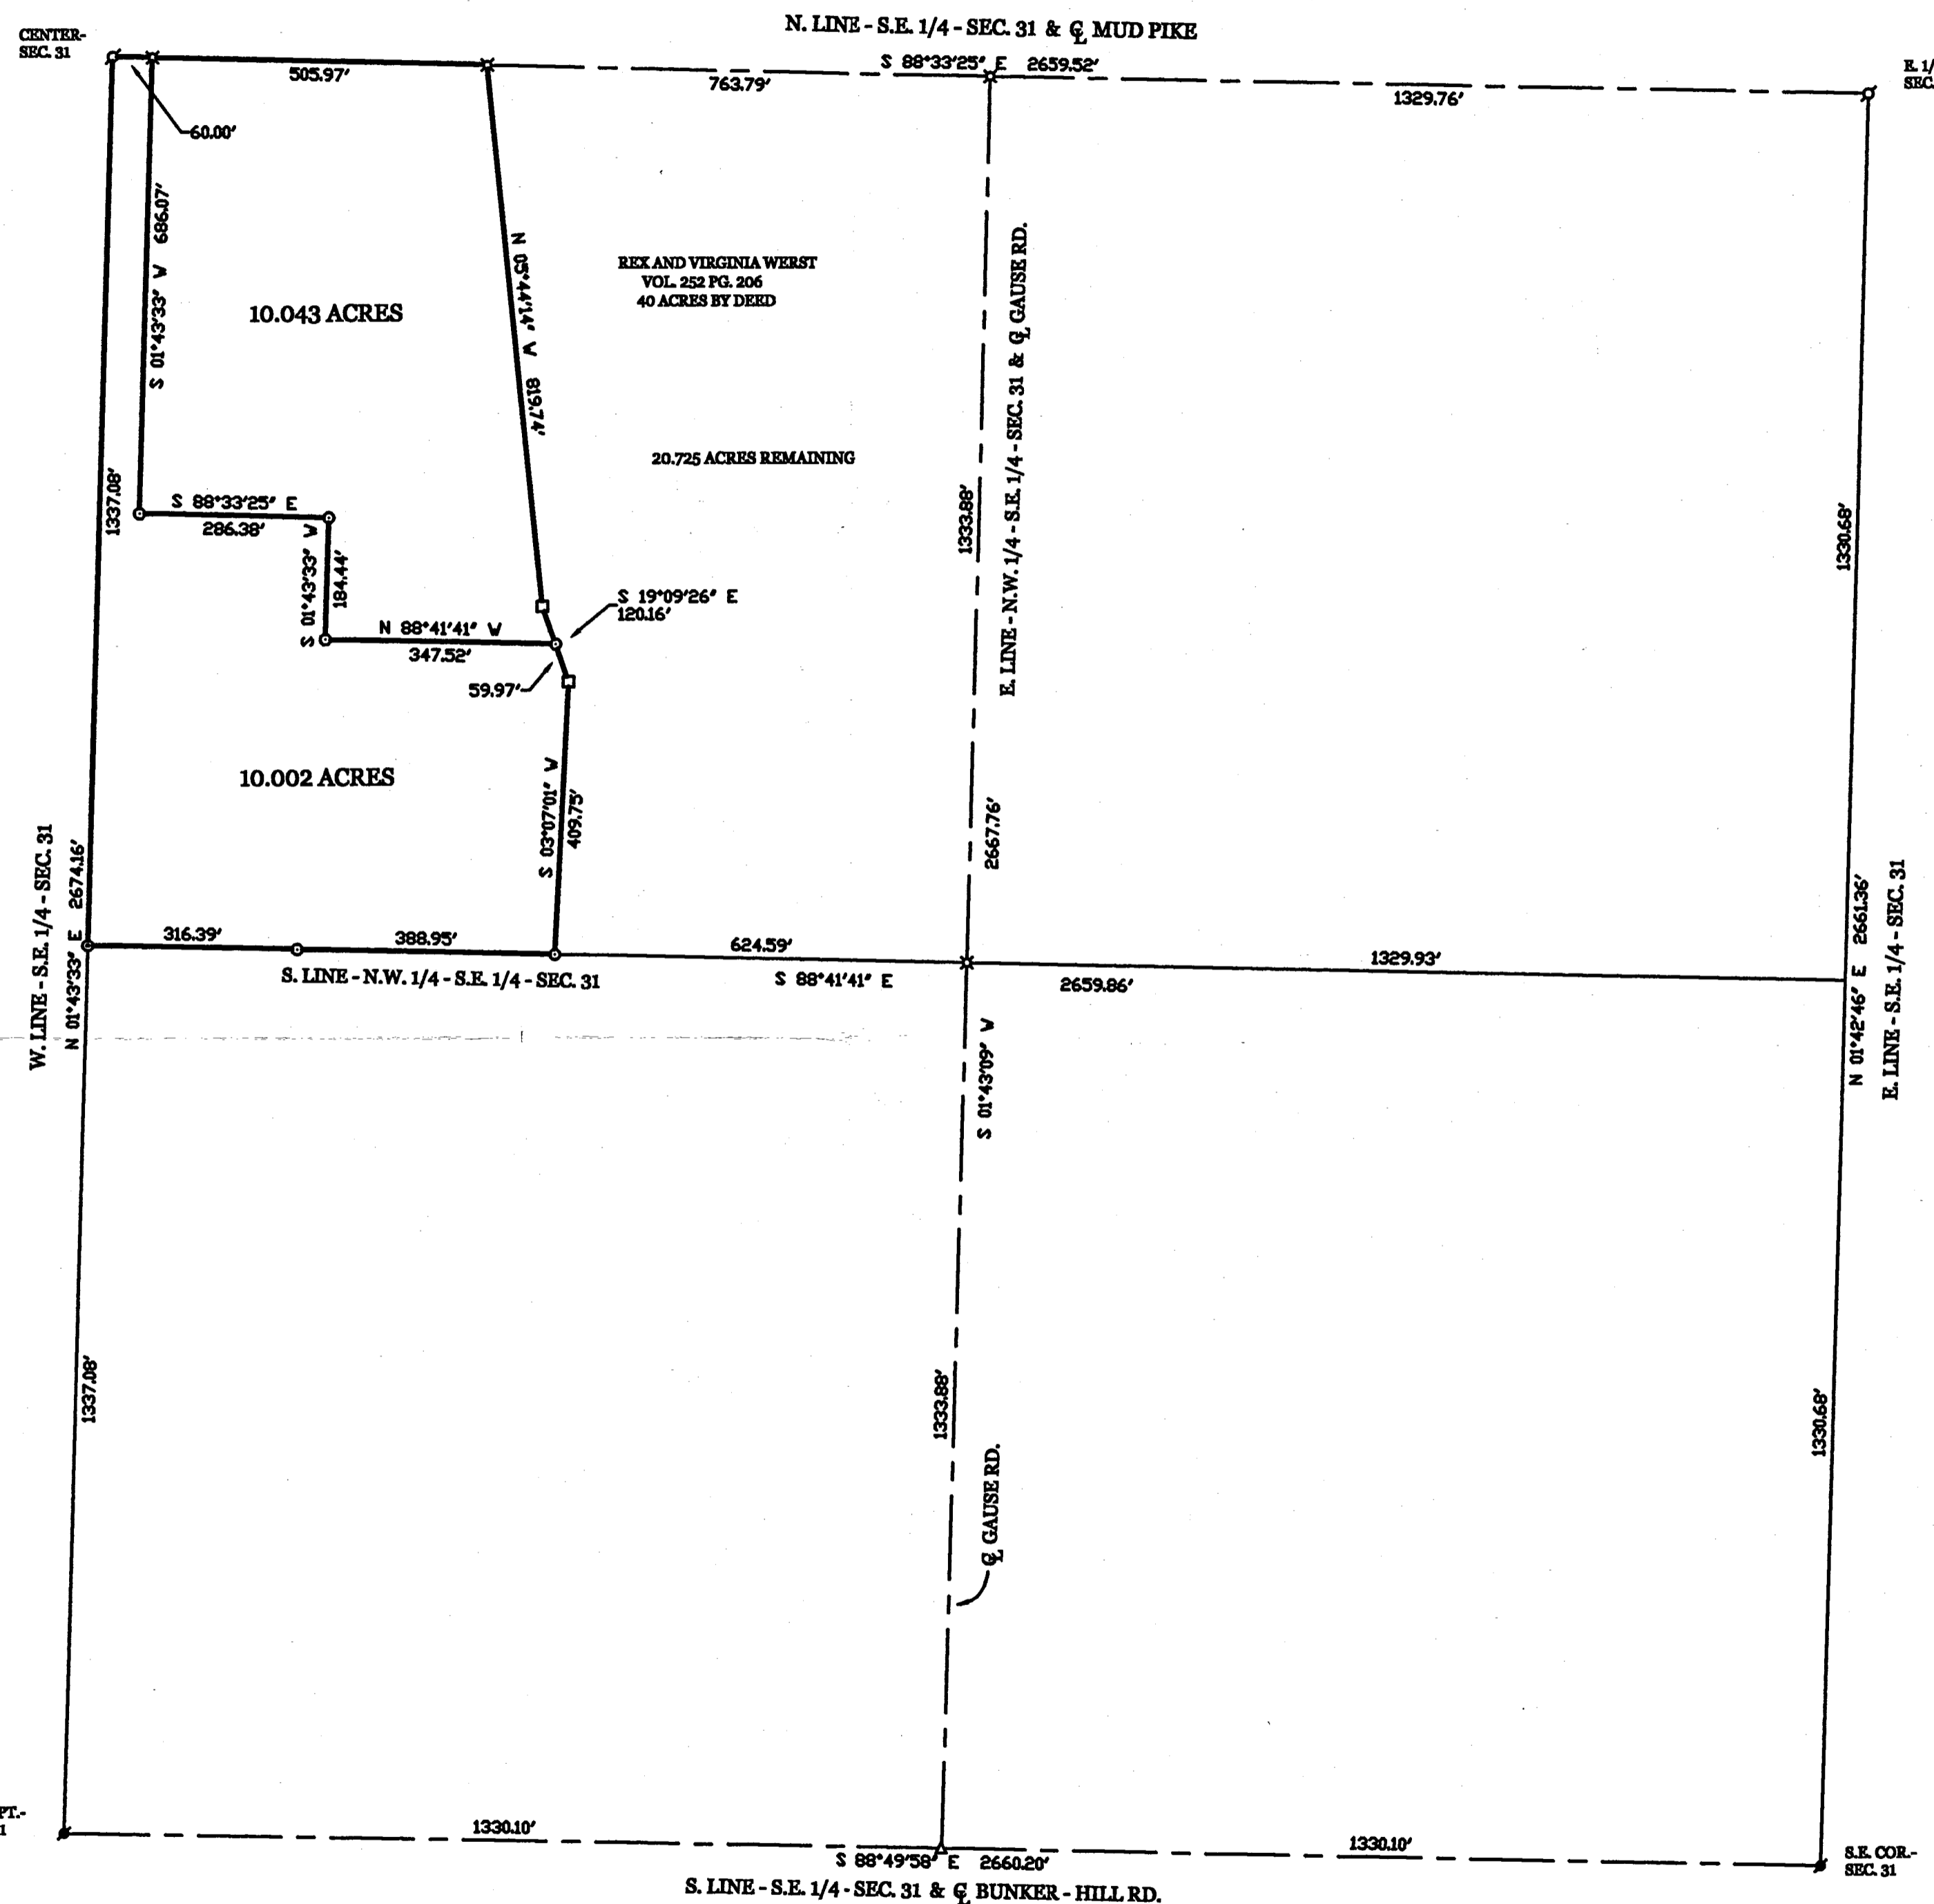 N. LINE - S.E. 1/4 - SEC. 31 & ℄ MUD PIKE
CENTER-
SEC. 31
S 88°33'25" E 2659.52'
505.97'
763.79'
1329.76'
E. 1/
SEC.
60.00'
S 01°43'33" W 686.07'
10.043 ACRES
N 05°44'14" W 819.74'
REX AND VIRGINIA WERST
VOL. 252 PG. 206
40 ACRES BY DEED
20.725 ACRES REMAINING
E. LINE - N.W. 1/4 - S.E. 1/4 - SEC. 31 & ℄ GAUSE RD.
1333.88'
1337.08'
1330.68'
S 88°33'25" E
286.38'
S 01°43'33" W
184.44'
S 19°09'26" E
120.16'
N 88°41'41" W
347.52'
59.97'
10.002 ACRES
S 03°07'01" W
409.75'
2667.76'
W. LINE - S.E. 1/4 - SEC. 31
N 01°43'33" E 2674.16'
316.39'
388.95'
624.59'
1329.93'
S. LINE - N.W. 1/4 - S.E. 1/4 - SEC. 31
S 88°41'41" E
2659.86'
N 01°42'46" E 2661.36'
E. LINE - S.E. 1/4 - SEC. 31
S 01°43'09" W
1337.08'
1333.88'
1330.68'
℄ GAUSE RD.
PT.-
1
1330.10'
1330.10'
S 88°49'58" E 2660.20'
S.E. COR.-
SEC. 31
S. LINE - S.E. 1/4 - SEC. 31 & ℄ BUNKER - HILL RD.